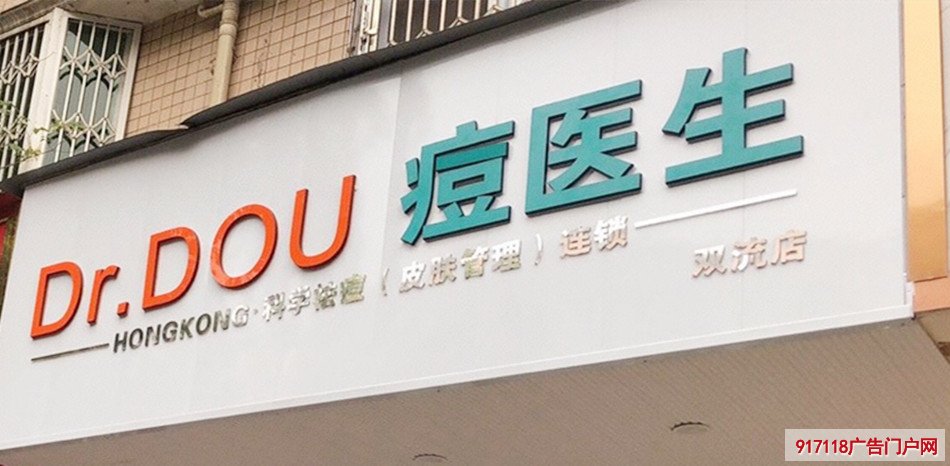 Dr.DOU 痘医生
HONGKONG·科学祛痘（皮肤管理）连锁
双流店
917118广告门户网